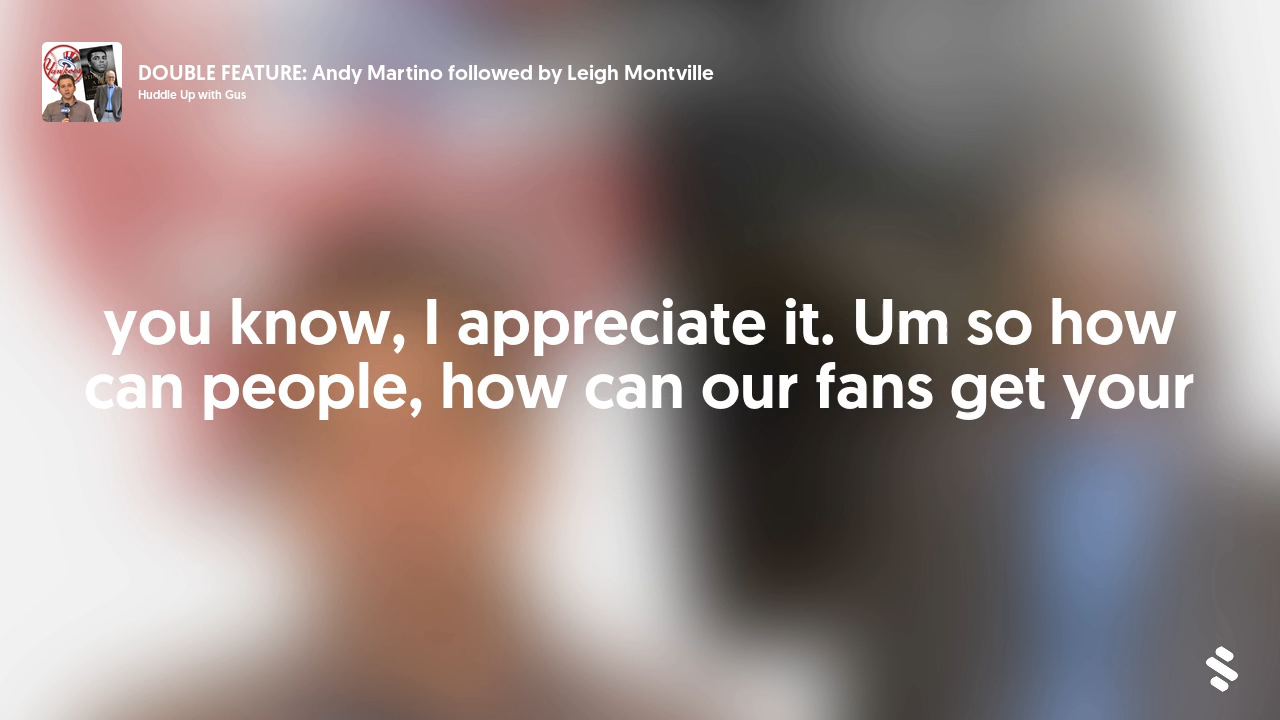 DOUBLE FEATURE: Andy Martino followed by Leigh Montville
Huddle Up with Gus
you know, I appreciate it. Um so how
can people, how can our fans get your